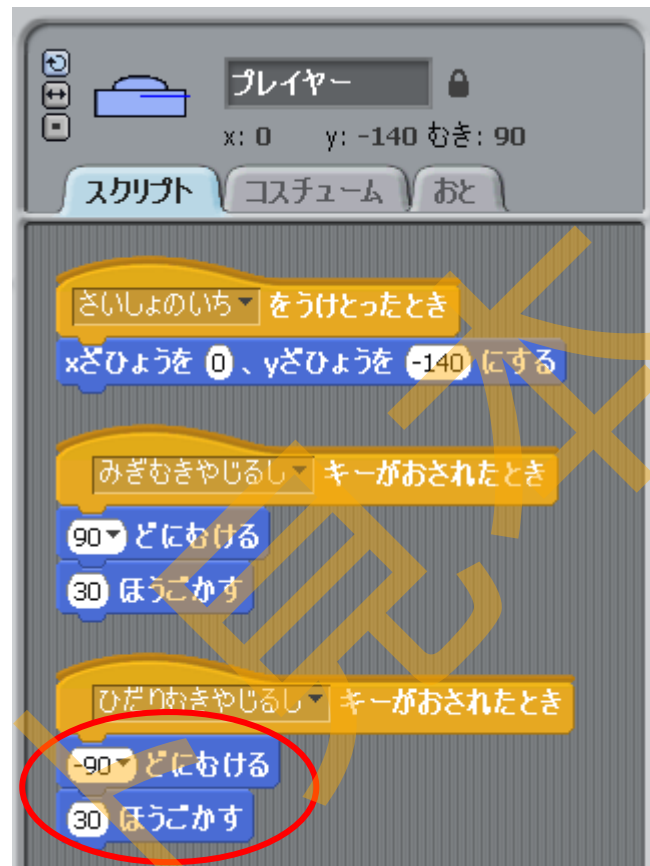 プレイヤー
x: 0 y: -140 むき: 90
スクリプト コスチューム おと
さいしょのいち をうけとったとき
xざひょうを 0 、yざひょうを -140 にする
みぎむきやじるし キーがおされたとき
90 どにむける
30 ほうごかす
ひだりむきやじるし キーがおされたとき
-90 どにむける
30 ほうごかす